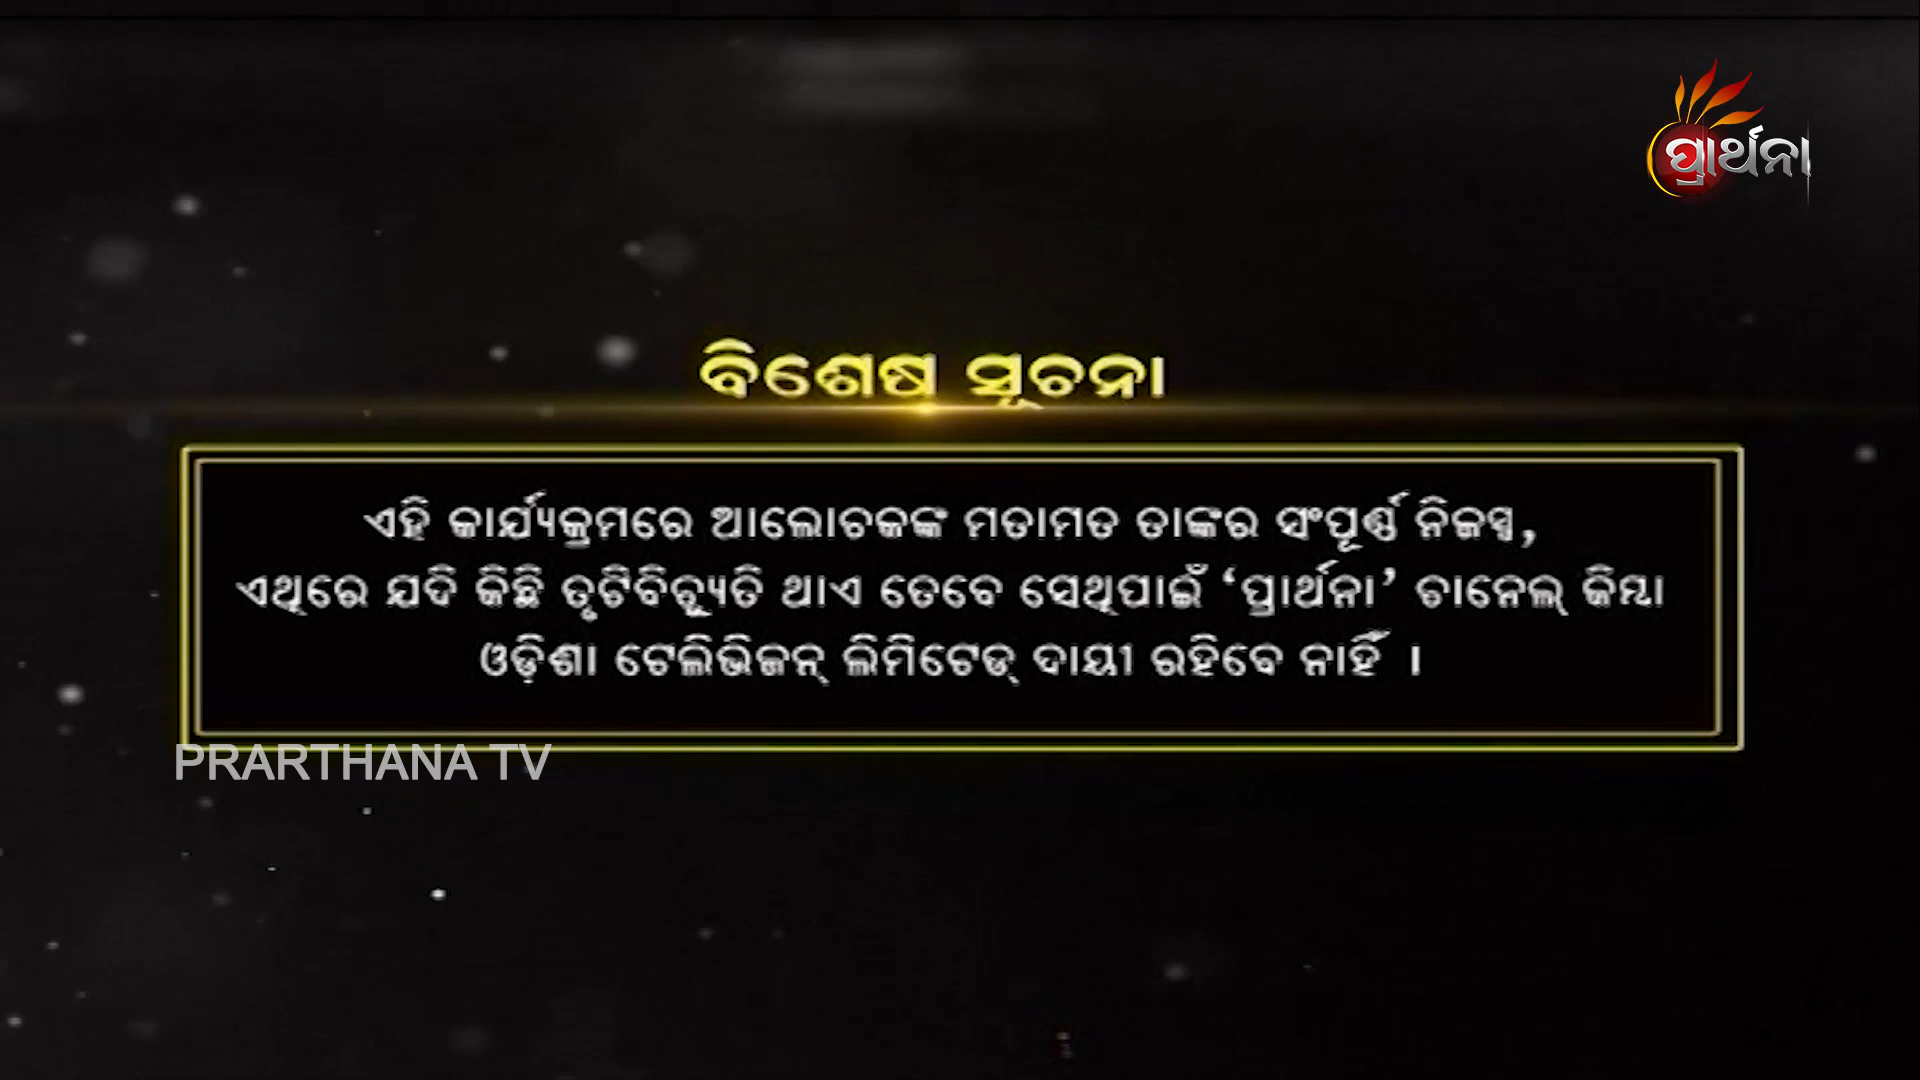 ପ୍ରାର୍ଥନା
ବିଶେଷ ସୂଚନା
ଏହି କାର୍ଯ୍ୟକ୍ରମରେ ଆଲୋଚକଙ୍କ ମତାମତ ତାଙ୍କର ସଂପୂର୍ଣ୍ଣ ନିଜସ୍ୱ,
ଏଥିରେ ଯଦି କିଛି ତୃଟିବିଚ୍ୟୁତି ଥାଏ ତେବେ ସେଥିପାଇଁ ‘ପ୍ରାର୍ଥନା’ ଚାନେଲ୍ କିମ୍ବା
ଓଡ଼ିଶା ଟେଲିଭିଜନ୍ ଲିମିଟେଡ୍ ଦାୟୀ ରହିବେ ନାହିଁ ।
PRARTHANA TV